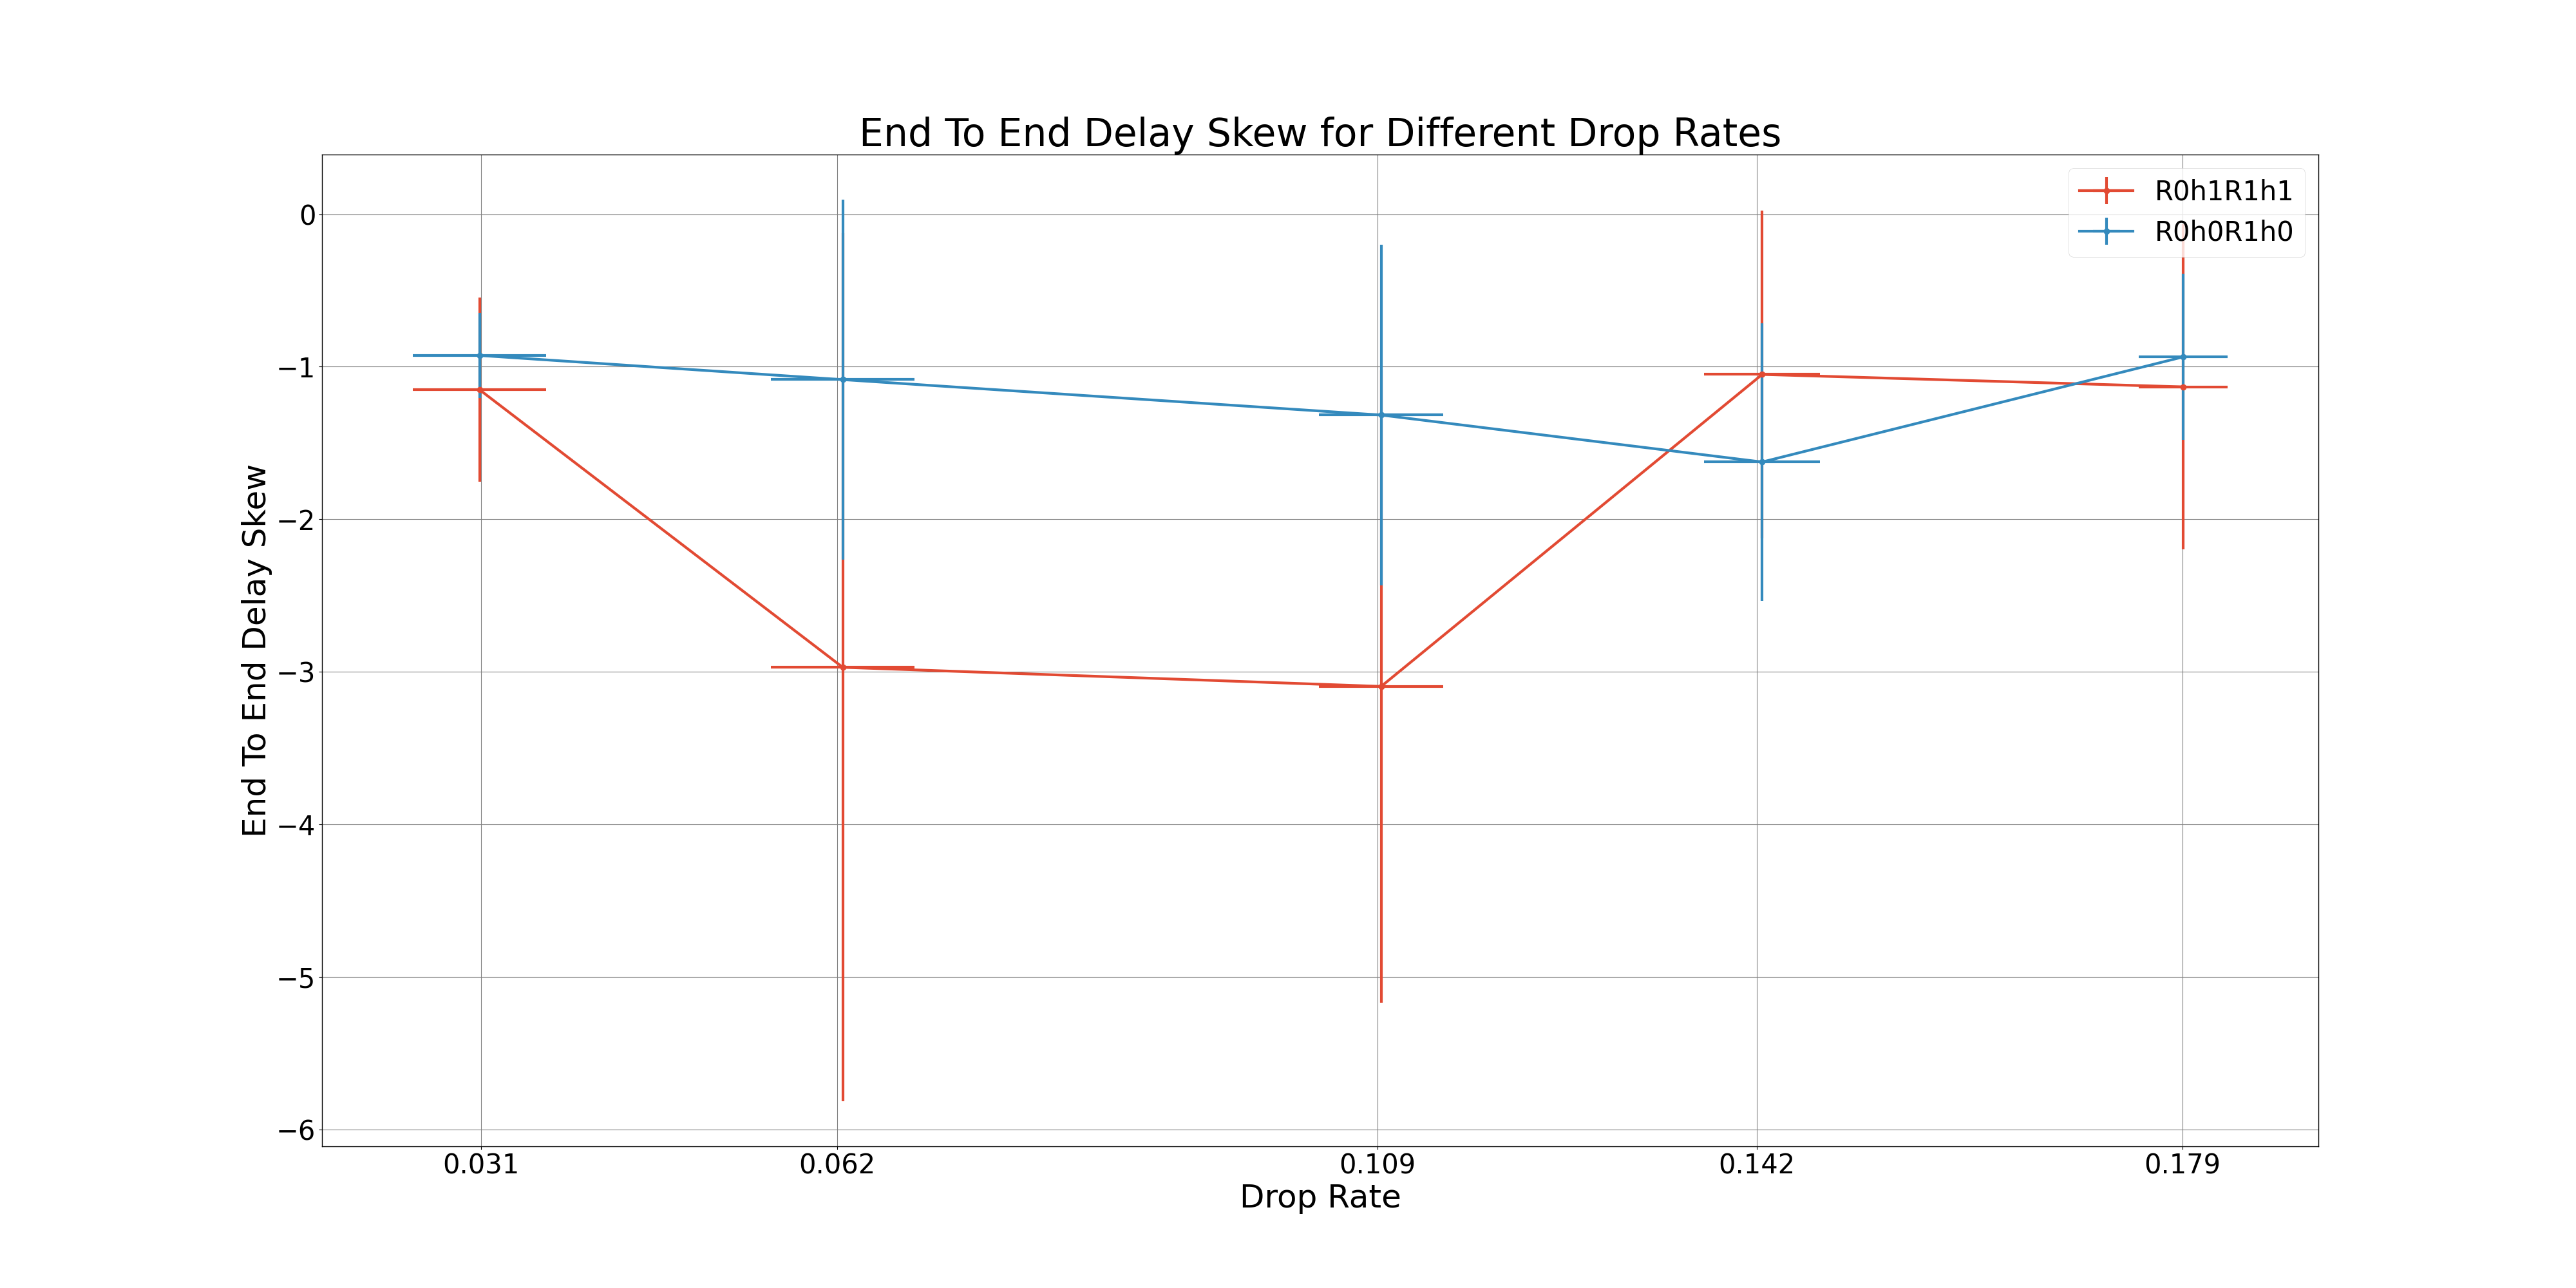 End To End Delay Skew for Different Drop Rates
R0h1R1h1
R0h0R1h0
End To End Delay Skew
0
−1
−2
−3
−4
−5
−6
0.031
0.062
0.109
0.142
0.179
Drop Rate